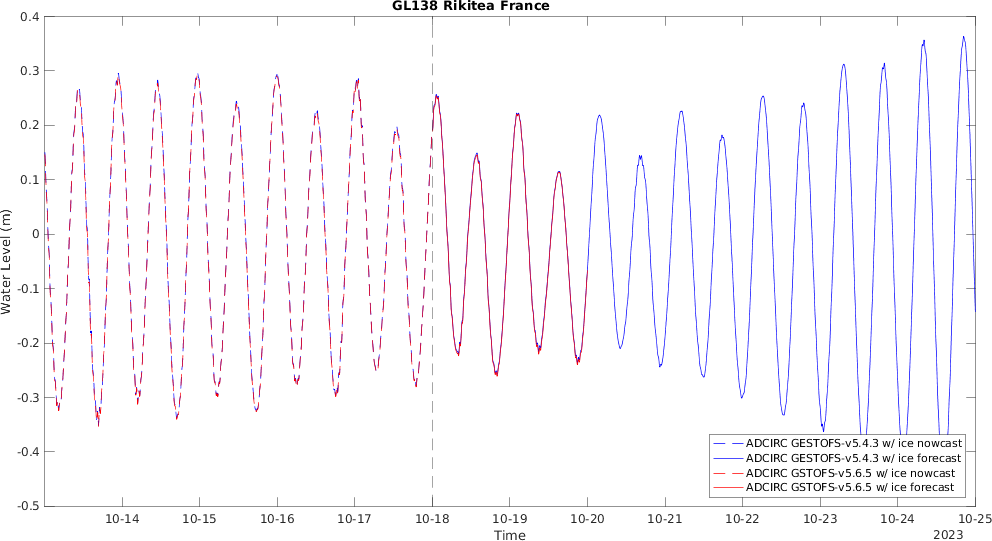 GL138 Rikitea France
0.4
0.3
0.2
0.1
0
-0.1
-0.2
-0.3
-0.4
-0.5
Water Level (m)
ADCIRC GESTOFS-v5.4.3 w/ ice nowcast
ADCIRC GESTOFS-v5.4.3 w/ ice forecast
ADCIRC GSTOFS-v5.6.5 w/ ice nowcast
ADCIRC GSTOFS-v5.6.5 w/ ice forecast
10-14 10-15 10-16 10-17 10-18 10-19 10-20 10-21 10-22 10-23 10-24 10-25
Time
2023